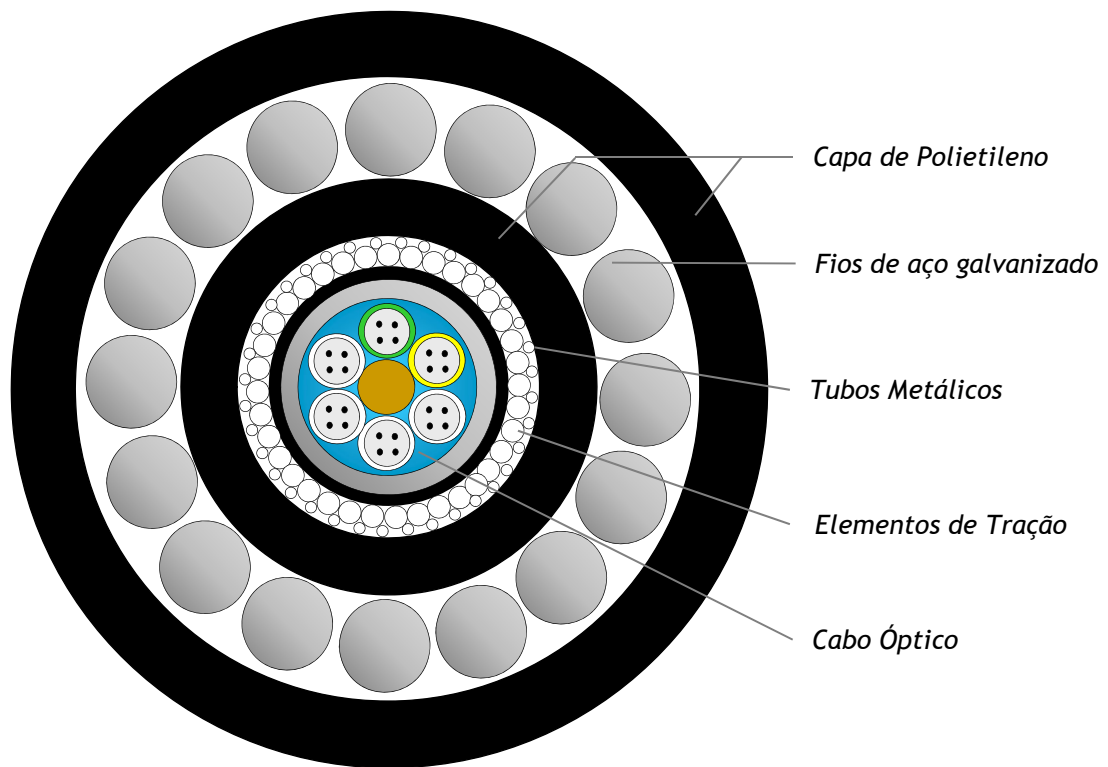 Capa de Polietileno
Fios de aço galvanizado
Tubos Metálicos
Elementos de Tração
Cabo Óptico